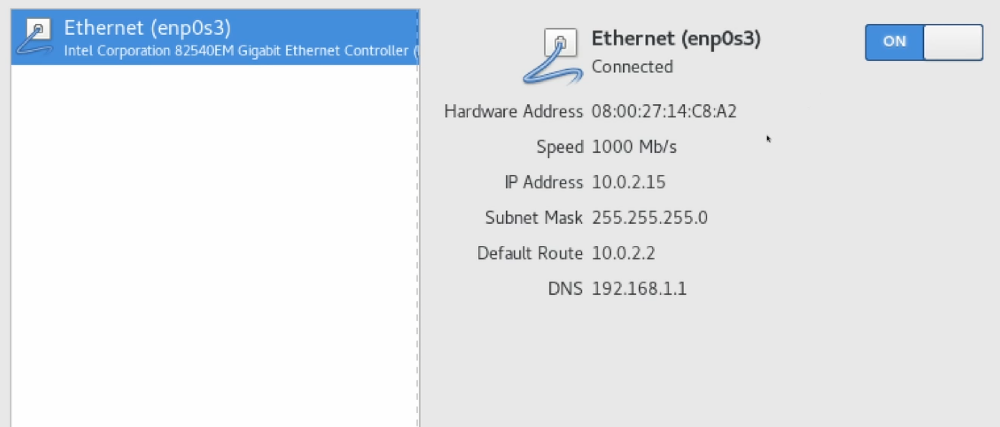 Ethernet (enp0s3)
Intel Corporation 82540EM Gigabit Ethernet Controller (
Ethernet (enp0s3)
ON
Connected
Hardware Address 08:00:27:14:C8:A2
Speed 1000 Mb/s
IP Address 10.0.2.15
Subnet Mask 255.255.255.0
Default Route 10.0.2.2
DNS 192.168.1.1